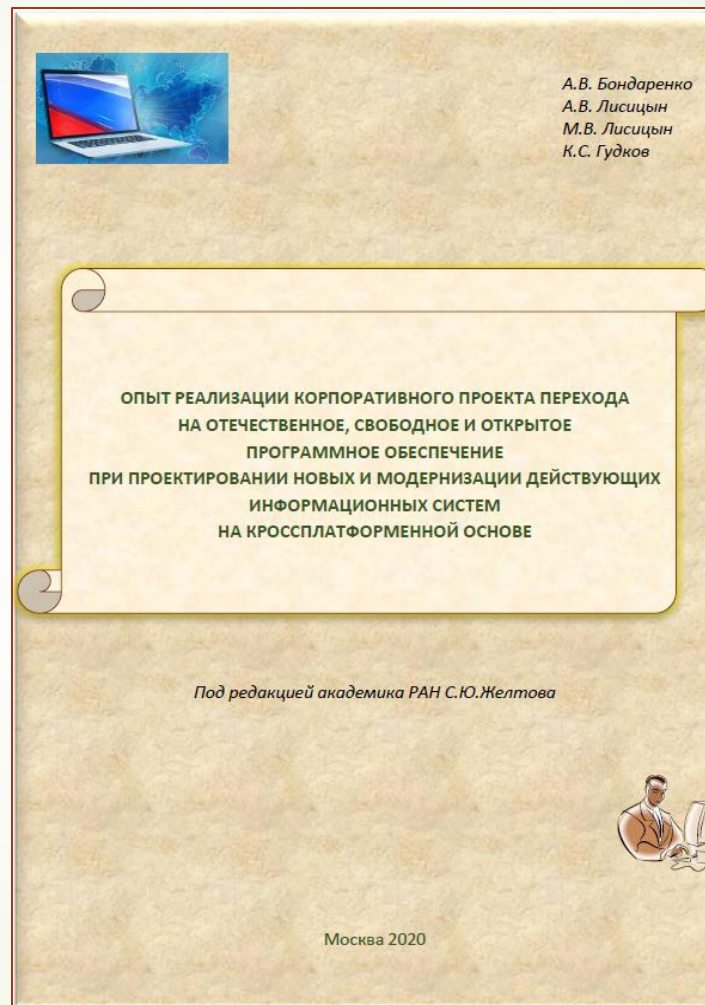 А.В. Бондаренко
А.В. Лисицын
М.В. Лисицын
К.С. Гудков
ОПЫТ РЕАЛИЗАЦИИ КОРПОРАТИВНОГО ПРОЕКТА ПЕРЕХОДА
НА ОТЕЧЕСТВЕННОЕ, СВОБОДНОЕ И ОТКРЫТОЕ
ПРОГРАММНОЕ ОБЕСПЕЧЕНИЕ
ПРИ ПРОЕКТИРОВАНИИ НОВЫХ И МОДЕРНИЗАЦИИ ДЕЙСТВУЮЩИХ
ИНФОРМАЦИОННЫХ СИСТЕМ
НА КРОССПЛАТФОРМЕННОЙ ОСНОВЕ
Под редакцией академика РАН С.Ю.Желтова
Москва 2020